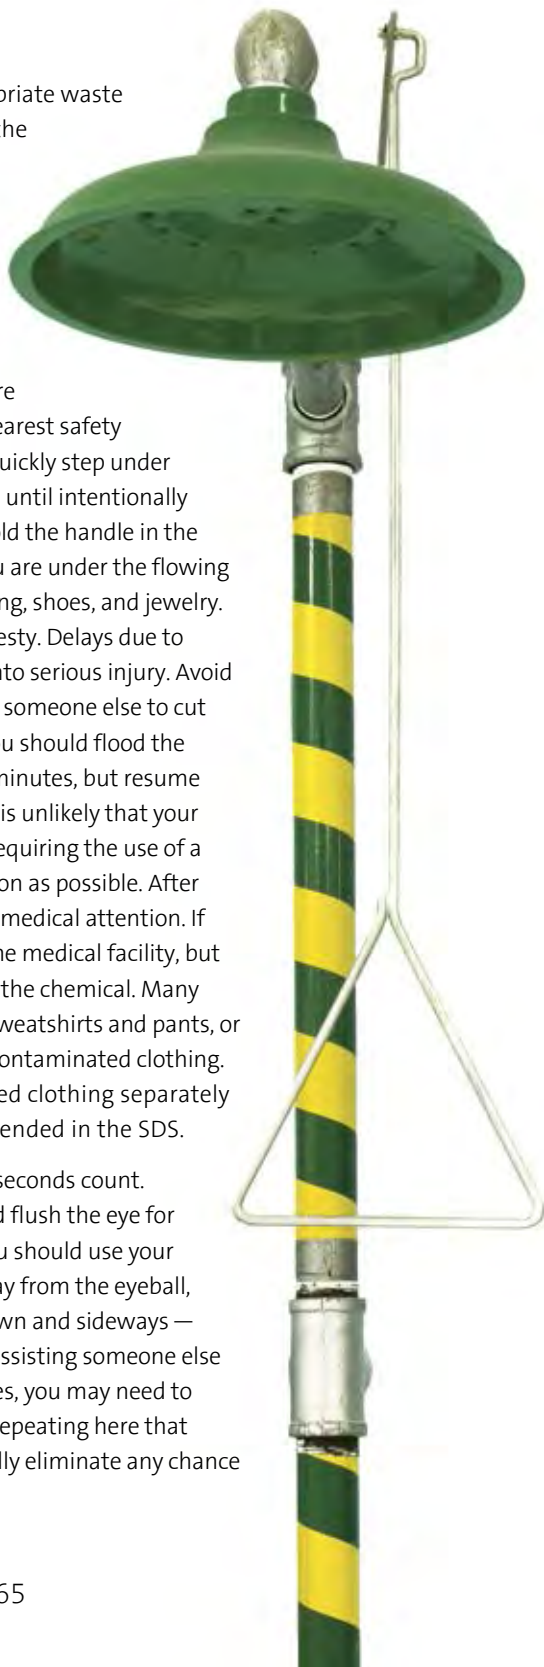 priate waste
the
re
earest safety
uickly step under
until intentionally
old the handle in the
u are under the flowing
ng, shoes, and jewelry.
esty. Delays due to
nto serious injury. Avoid
someone else to cut
ou should flood the
minutes, but resume
is unlikely that your
equiring the use of a
on as possible. After
medical attention. If
he medical facility, but
the chemical. Many
weatshirts and pants, or
ontaminated clothing.
ed clothing separately
ended in the SDS.
seconds count.
d flush the eye for
u should use your
ay from the eyeball,
wn and sideways —
assisting someone else
es, you may need to
epeating here that
lly eliminate any chance
65